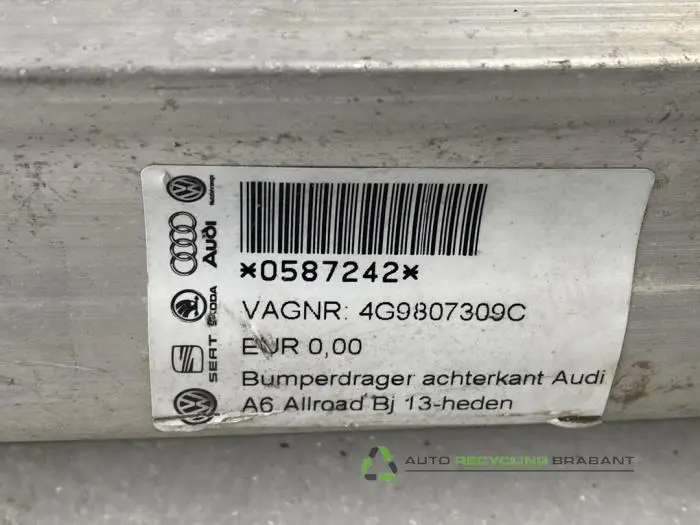 *0587242*
VAGNR: 4G9807309C
EUR 0,00
Bumperdrager achterkant Audi
A6 Allroad Bj 13-heden
Audi
ŠKODA
SEAT
AUTO RECYCLING BRABANT